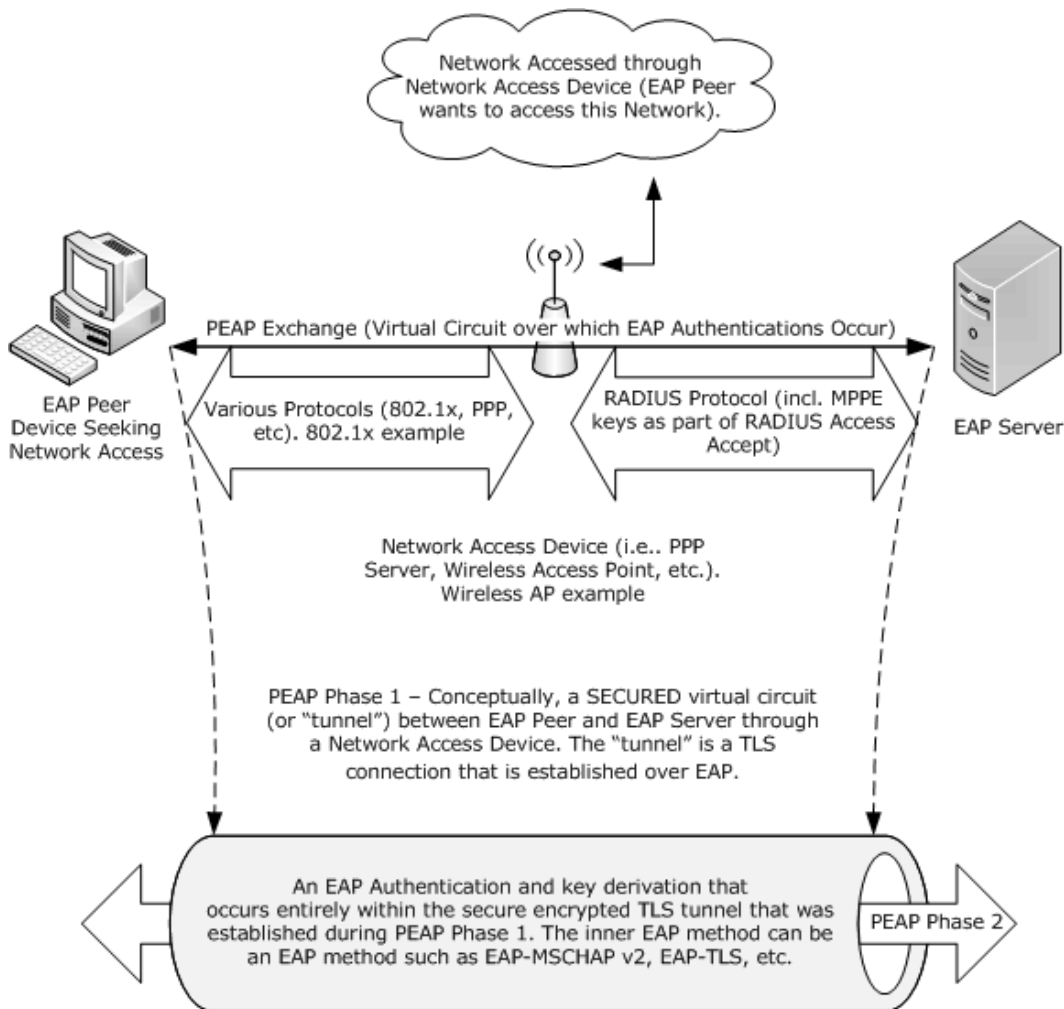 Network Accessed through
Network Access Device (EAP Peer
wants to access this Network).
PEAP Exchange (Virtual Circuit over which EAP Authentications Occur)
EAP Peer
Device Seeking
Network Access
Various Protocols (802.1x, PPP,
etc). 802.1x example
RADIUS Protocol (incl. MPPE
keys as part of RADIUS Access
Accept)
EAP Server
Network Access Device (i.e.. PPP
Server, Wireless Access Point, etc.).
Wireless AP example
PEAP Phase 1 – Conceptually, a SECURED virtual circuit
(or “tunnel”) between EAP Peer and EAP Server through
a Network Access Device. The “tunnel” is a TLS
connection that is established over EAP.
An EAP Authentication and key derivation that
occurs entirely within the secure encrypted TLS tunnel that was
established during PEAP Phase 1. The inner EAP method can be
an EAP method such as EAP-MSCHAP v2, EAP-TLS, etc.
PEAP Phase 2